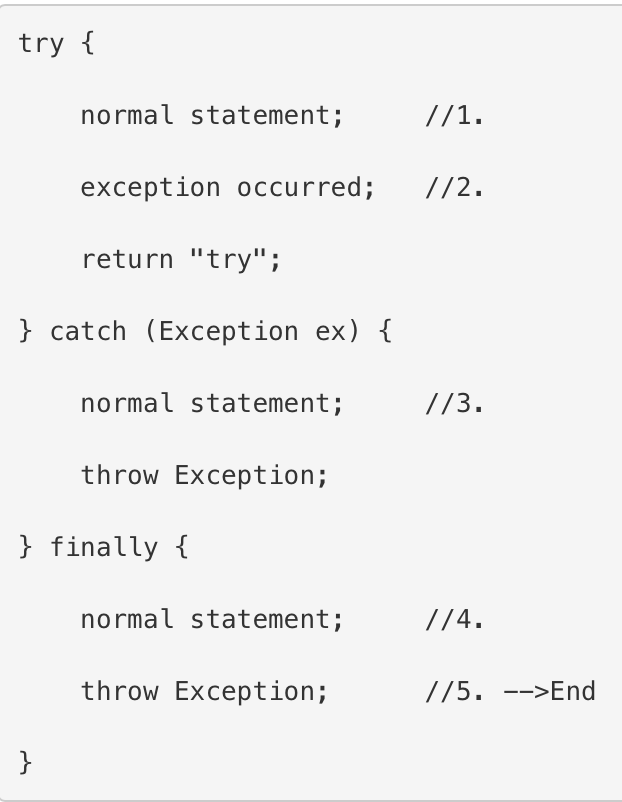 try {
    normal statement;     //1.
    exception occurred;   //2.
    return "try";
} catch (Exception ex) {
    normal statement;     //3.
    throw Exception;
} finally {
    normal statement;     //4.
    throw Exception;      //5. -->End
}